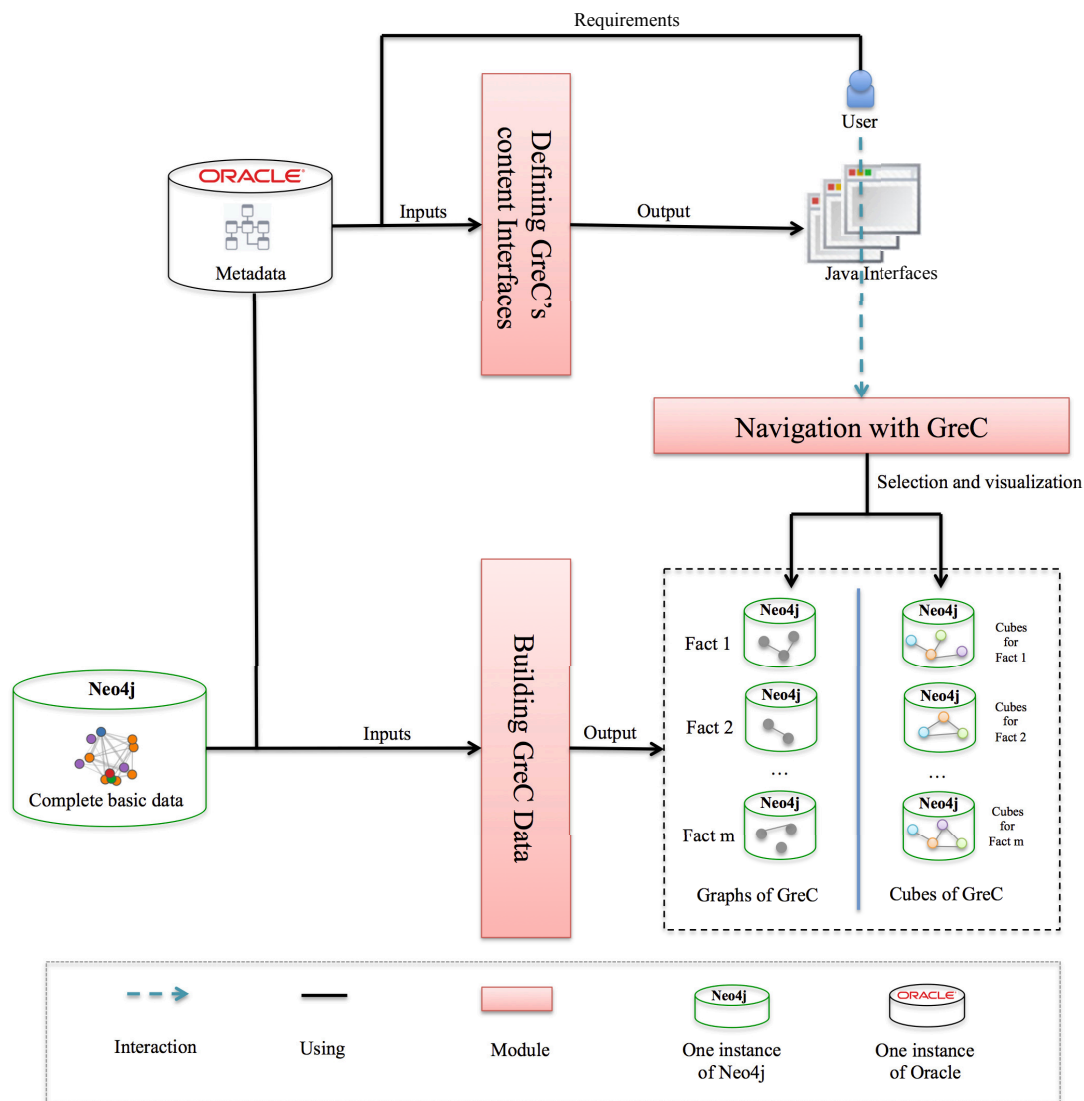 Requirements
User
ORACLE®
Metadata
Inputs
Defining GreC's
content Interfaces
Output
Java Interfaces
Navigation with GreC
Selection and visualization
Neo4j
Complete basic data
Inputs
Building GreC Data
Output
Fact 1
Neo4j
Neo4j
Cubes
for
Fact 1
Fact 2
Neo4j
Neo4j
Cubes
for
Fact 2
...
...
Fact m
Neo4j
Neo4j
Cubes
for
Fact m
Graphs of GreC
Cubes of GreC
Interaction
Using
Module
Neo4j
One instance
of Neo4j
ORACLE®
One instance
of Oracle